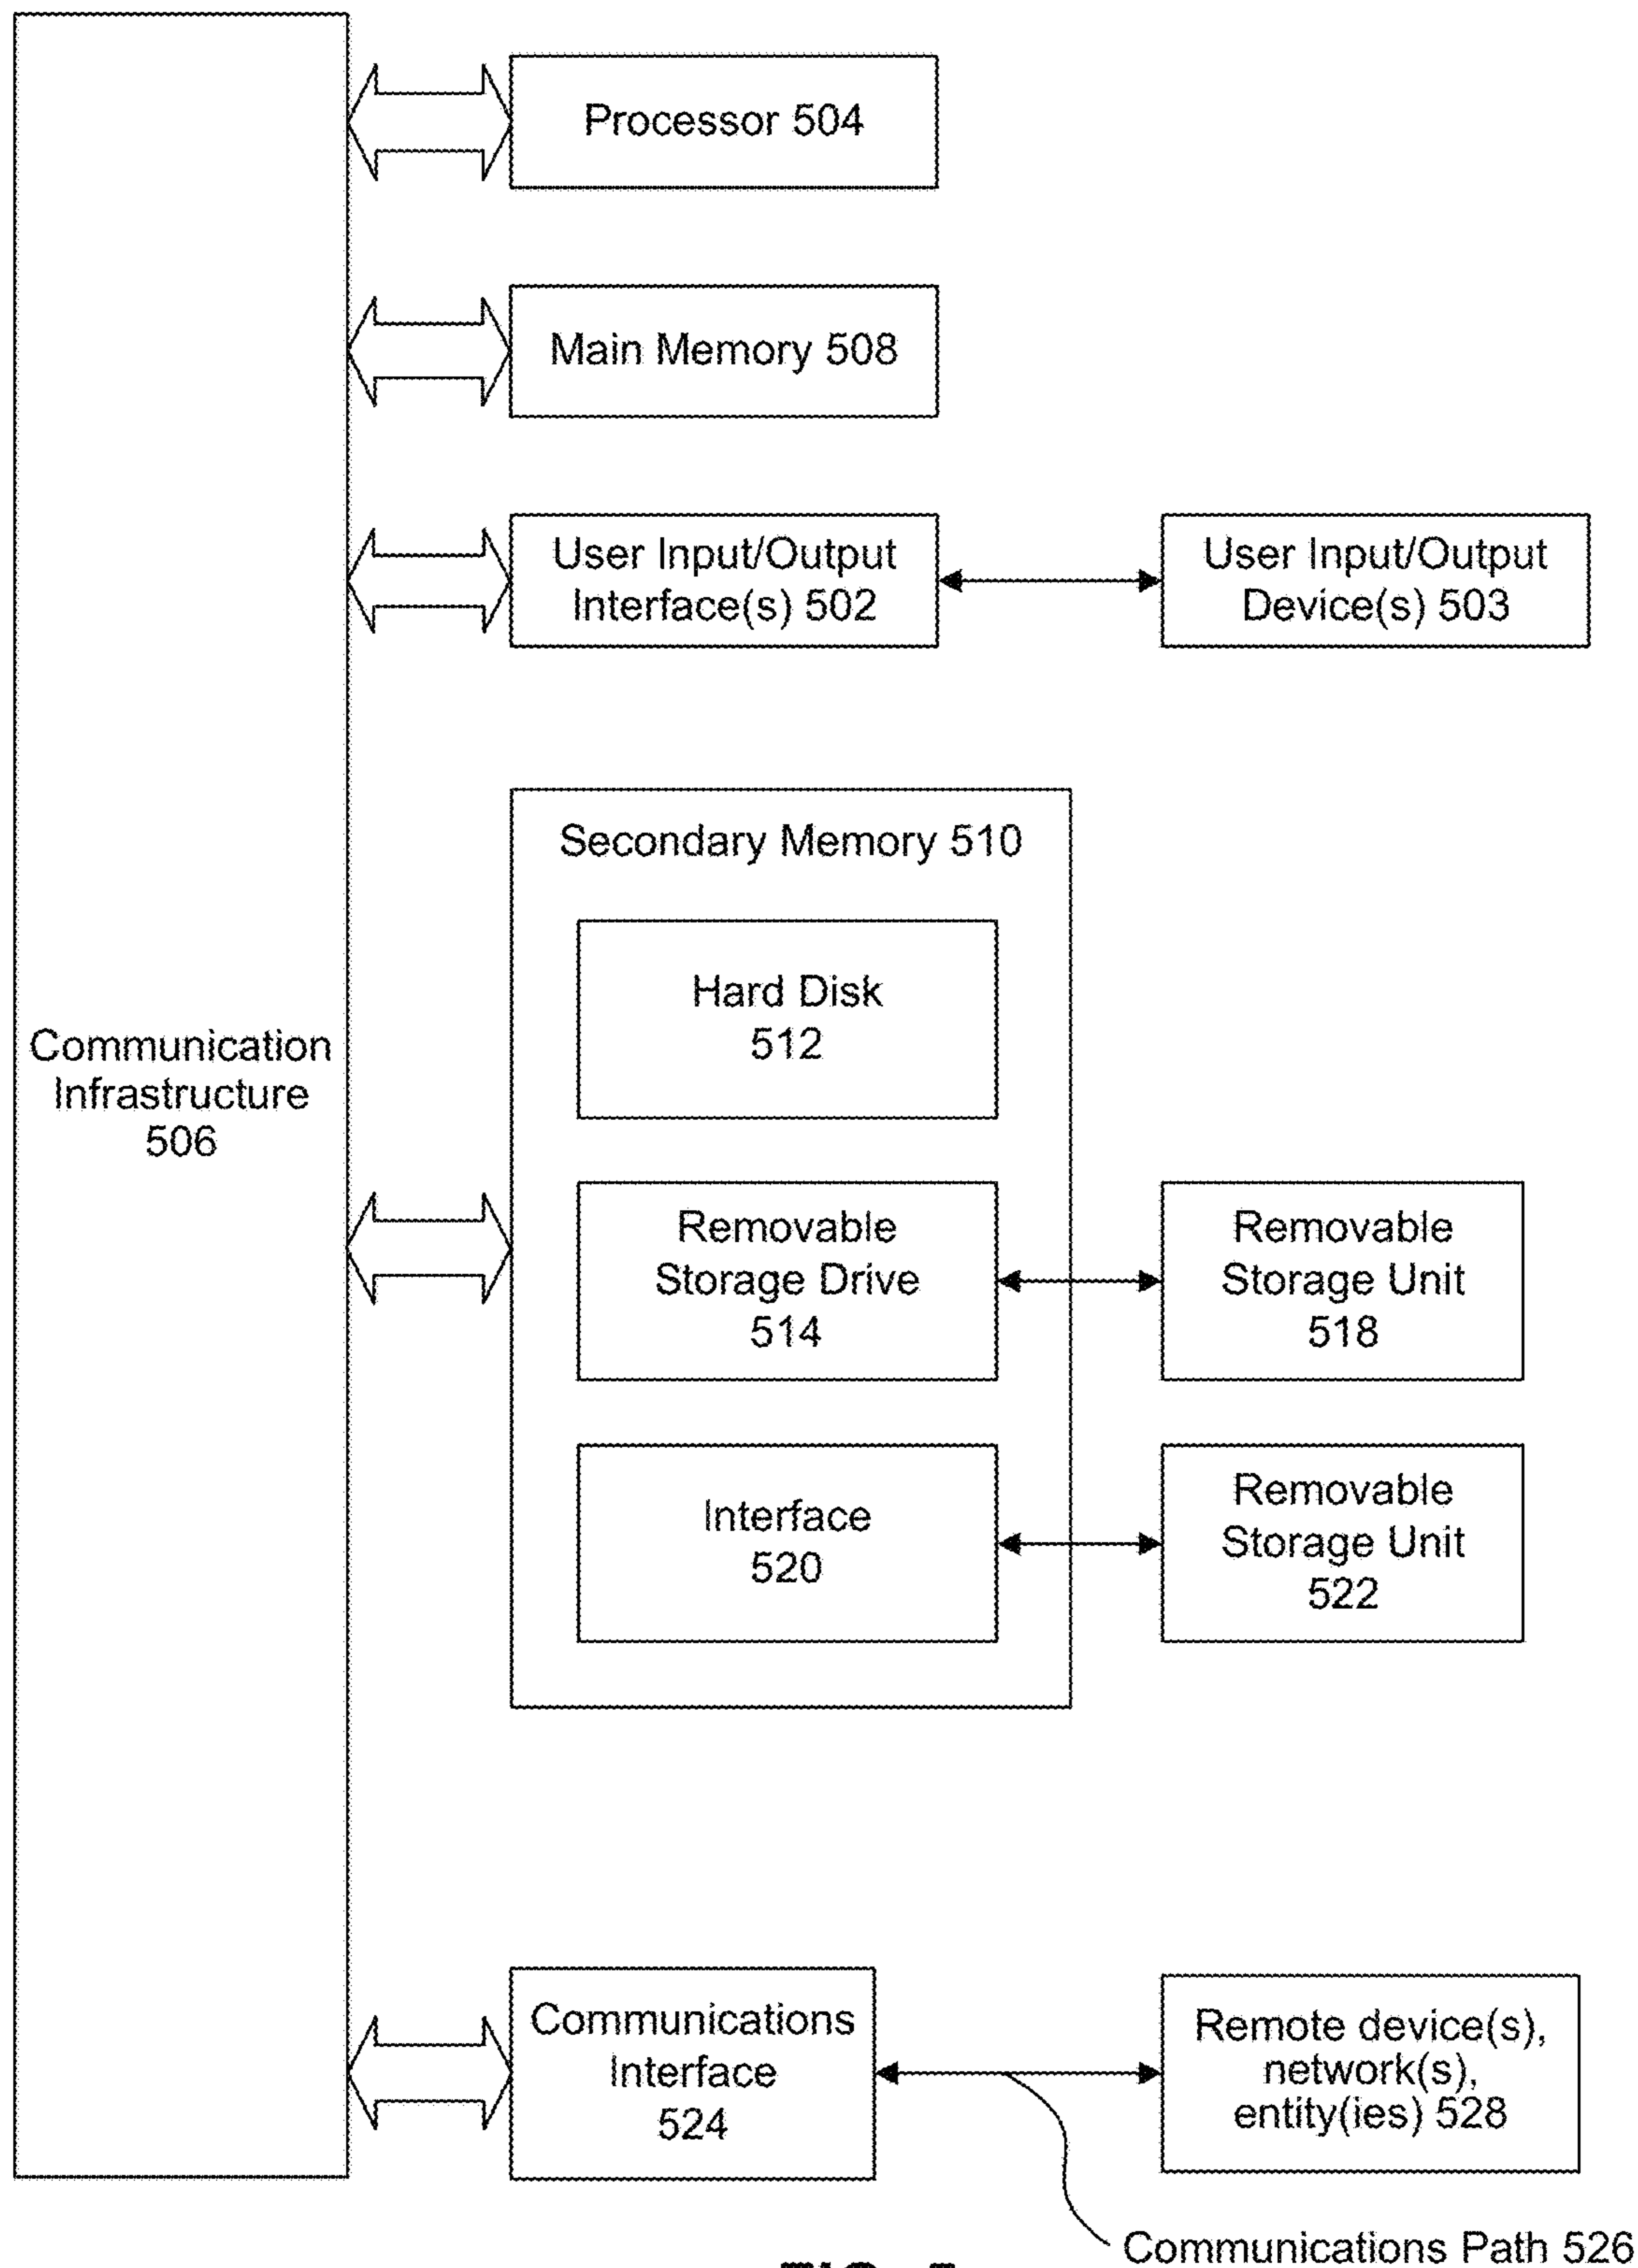 Processor 504
Main Memory 508
User Input/Output
Interface(s) 502
User Input/Output
Device(s) 503
Secondary Memory 510
Hard Disk
512
Communication
Infrastructure
506
Removable
Storage Drive
514
Removable
Storage Unit
518
Interface
520
Removable
Storage Unit
522
Communications
Interface
524
Remote device(s),
network(s),
entity(ies) 528
Communications Path 526